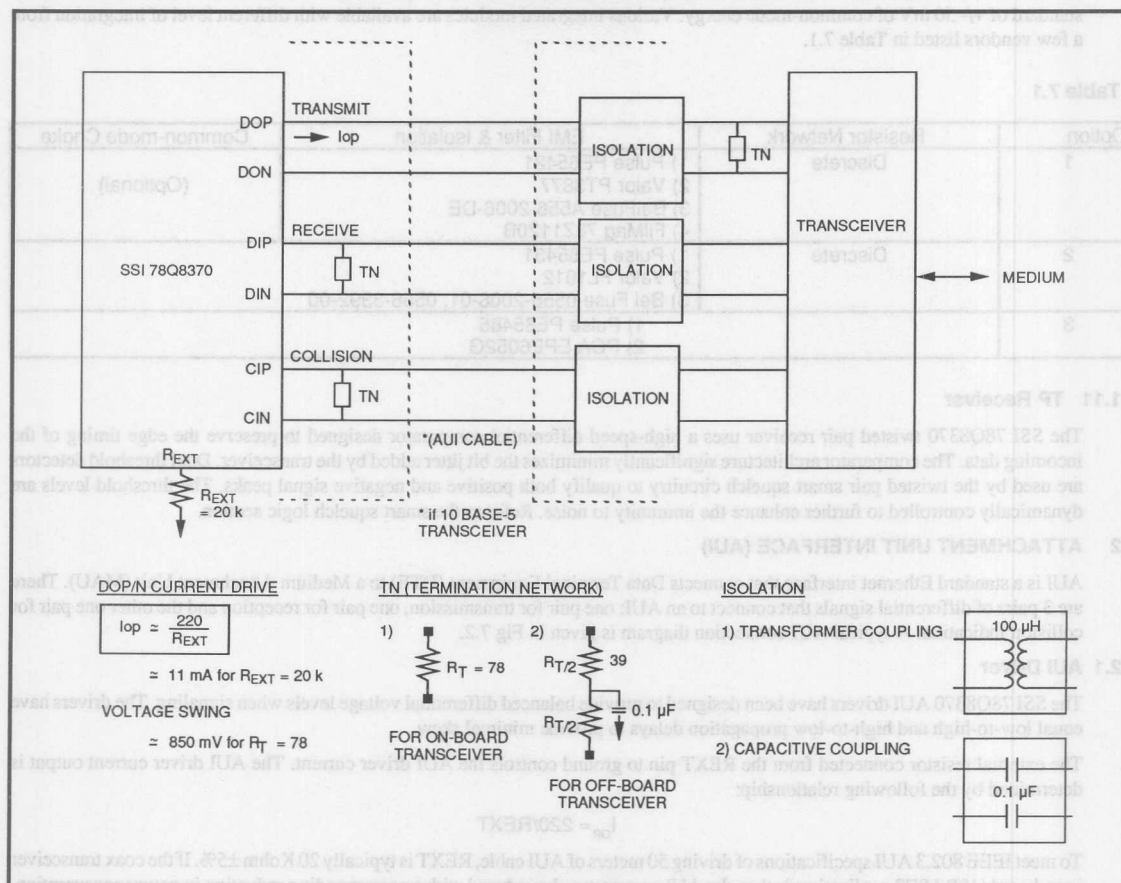 DOP
TRANSMIT
Iop
DON
ISOLATION
TN
DIP
RECEIVE
SSI 78Q8370
TN
DIN
ISOLATION
TRANSCEIVER
MEDIUM
CIP
COLLISION
TN
CIN
ISOLATION
*(AUI CABLE)
REXT
REXT
= 20 k
*if 10 BASE-5
TRANSCEIVER
DOP/N CURRENT DRIVE
Iop ≃ 220
REXT
≃ 11 mA for REXT = 20 k
VOLTAGE SWING
≃ 850 mV for RT = 78
TN (TERMINATION NETWORK)
1)
RT = 78
FOR ON-BOARD
TRANSCEIVER
2)
RT/2
39
0.1 µF
RT/2
FOR OFF-BOARD
TRANSCEIVER
ISOLATION
1) TRANSFORMER COUPLING
100 µH
2) CAPACITIVE COUPLING
0.1 µF